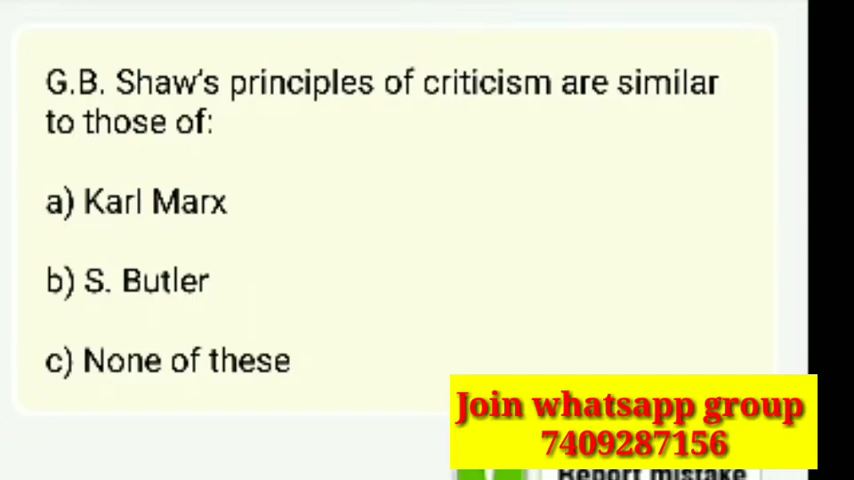 G.B. Shaw's principles of criticism are similar
to those of:
a) Karl Marx
b) S. Butler
c) None of these
Join whatsapp group
7409287156
Report mistake